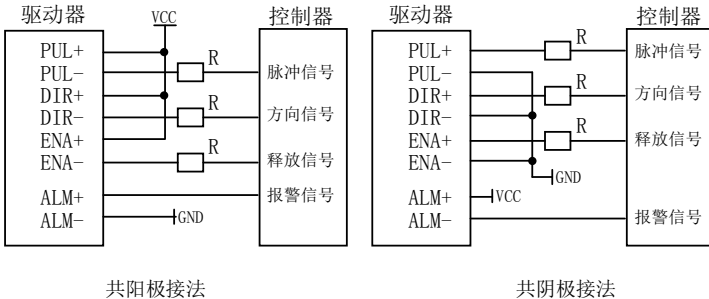 驱动器
VCC
控制器
PUL+
PUL-
DIR+
DIR-
ENA+
ENA-
ALM+
ALM-
R
脉冲信号
R
方向信号
R
释放信号
报警信号
GND
共阳极接法
驱动器
控制器
PUL+
PUL-
DIR+
DIR-
ENA+
ENA-
ALM+
ALM-
R
脉冲信号
R
方向信号
R
释放信号
GND
VCC
报警信号
共阴极接法